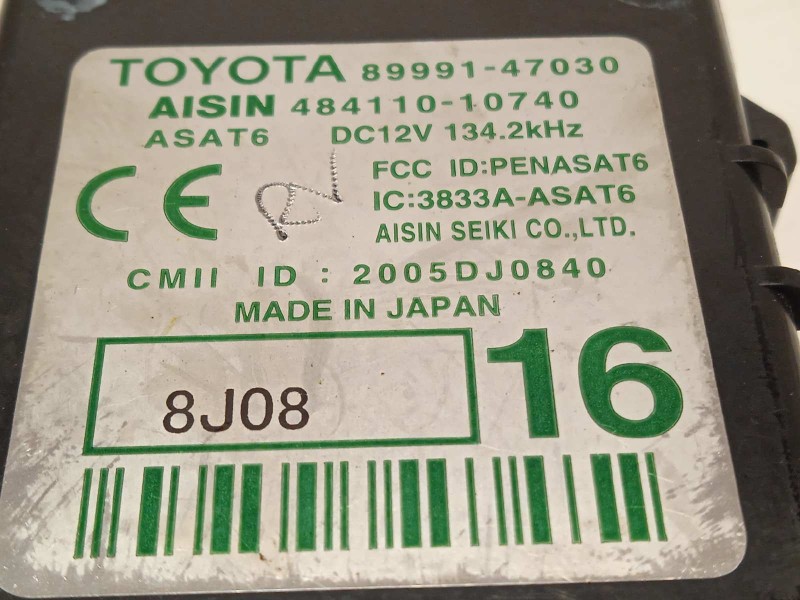 TOYOTA 89991-47030
AISIN 484110-10740
ASAT6 DC12V 134.2kHz
CE FCC ID:PENASAT6
IC:3833A-ASAT6
AISIN SEIKI CO.,LTD.
CMII ID : 2005DJ0840
MADE IN JAPAN
8J08 16